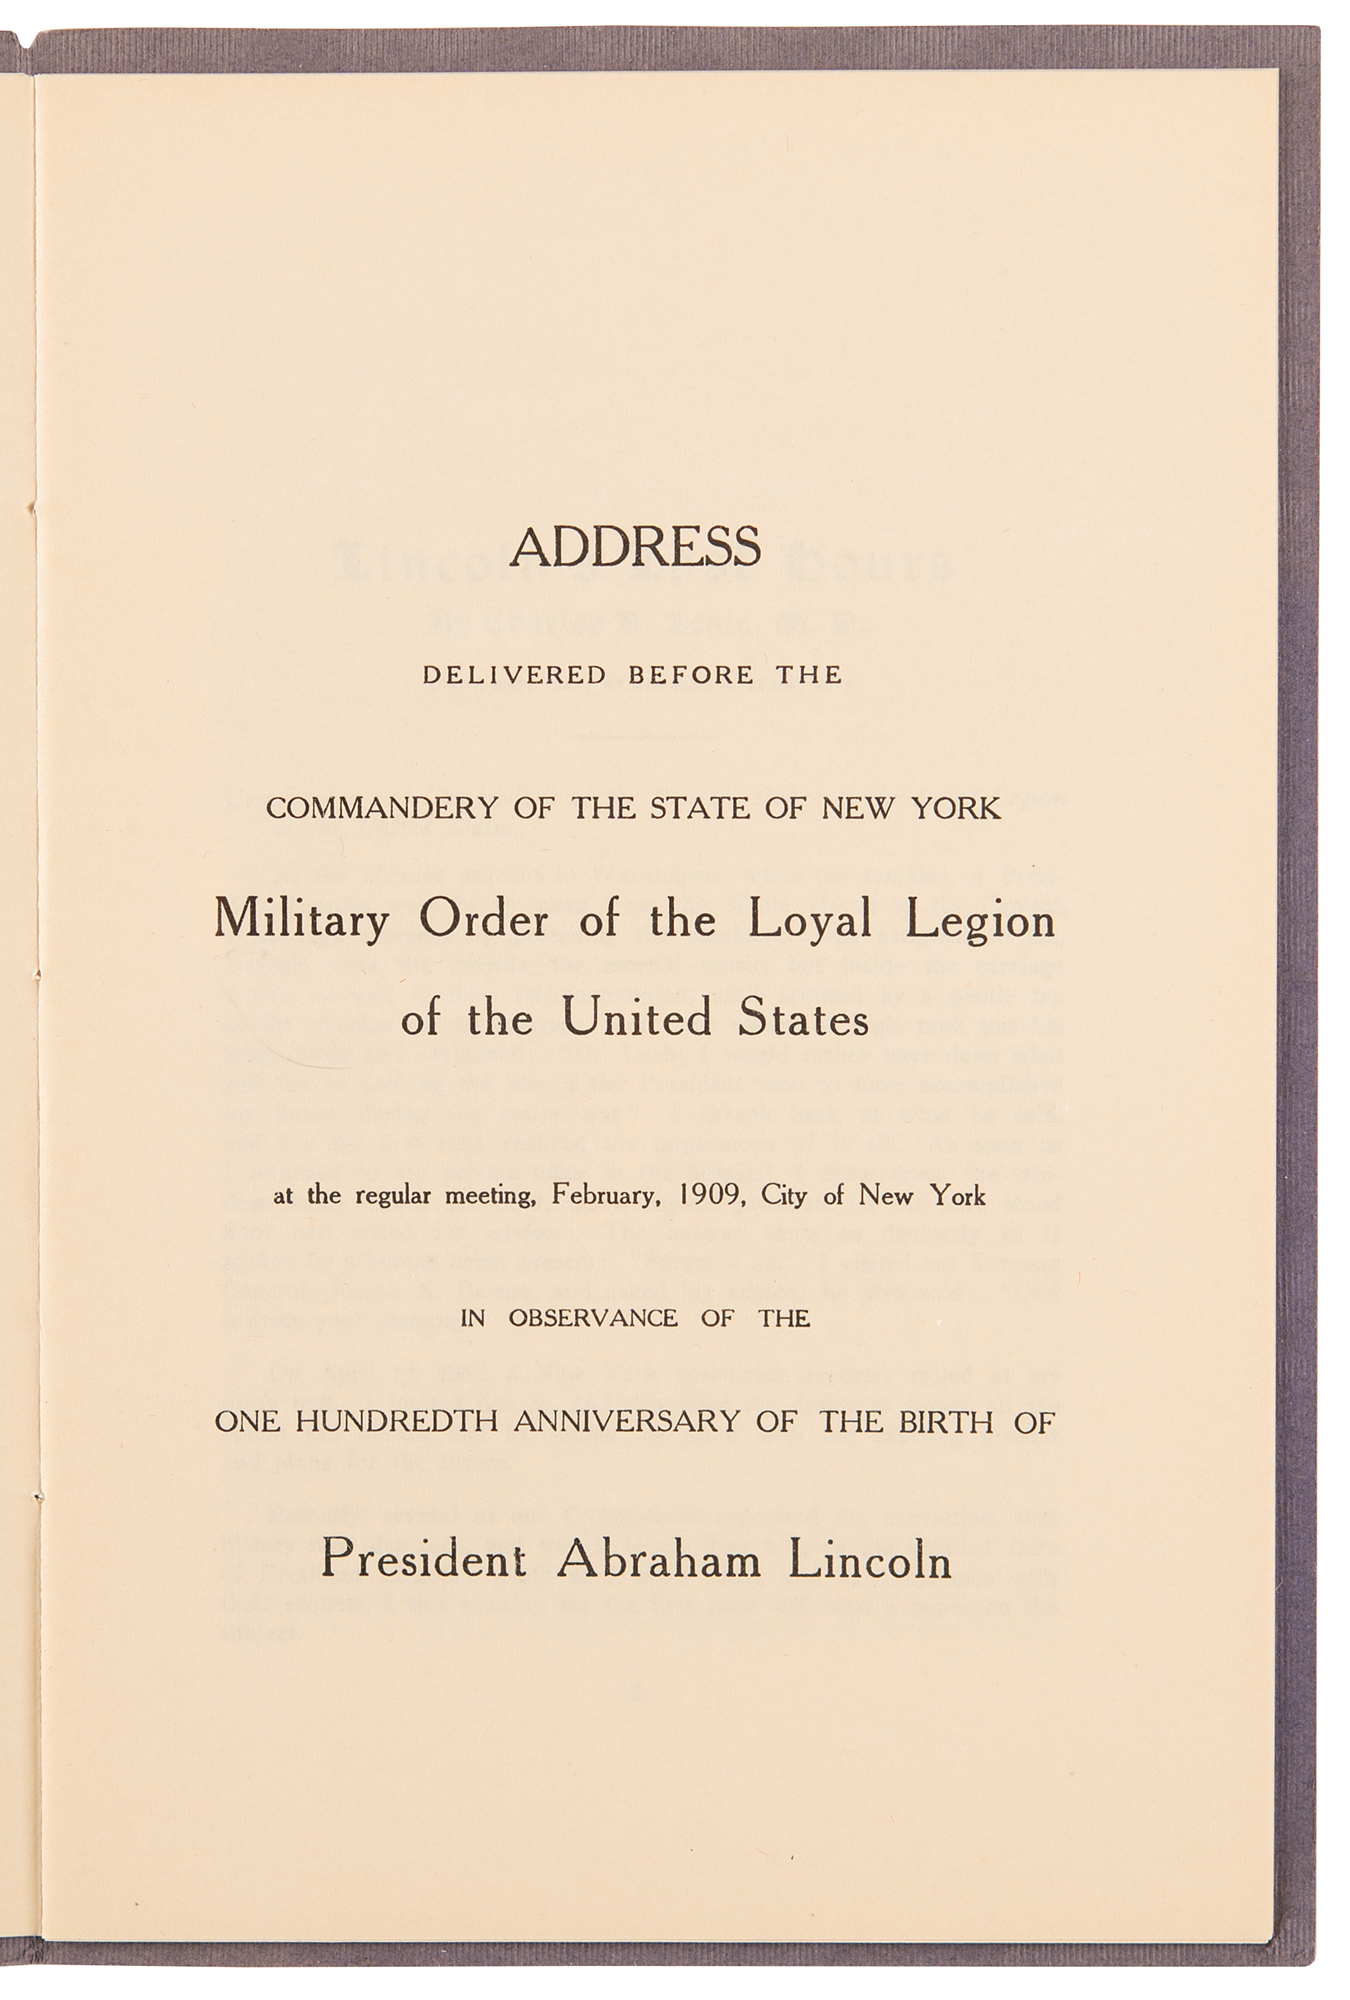 ADDRESS
DELIVERED BEFORE THE
COMMANDERY OF THE STATE OF NEW YORK
Military Order of the Loyal Legion
of the United States
at the regular meeting, February, 1909, City of New York
IN OBSERVANCE OF THE
ONE HUNDREDTH ANNIVERSARY OF THE BIRTH OF
President Abraham Lincoln